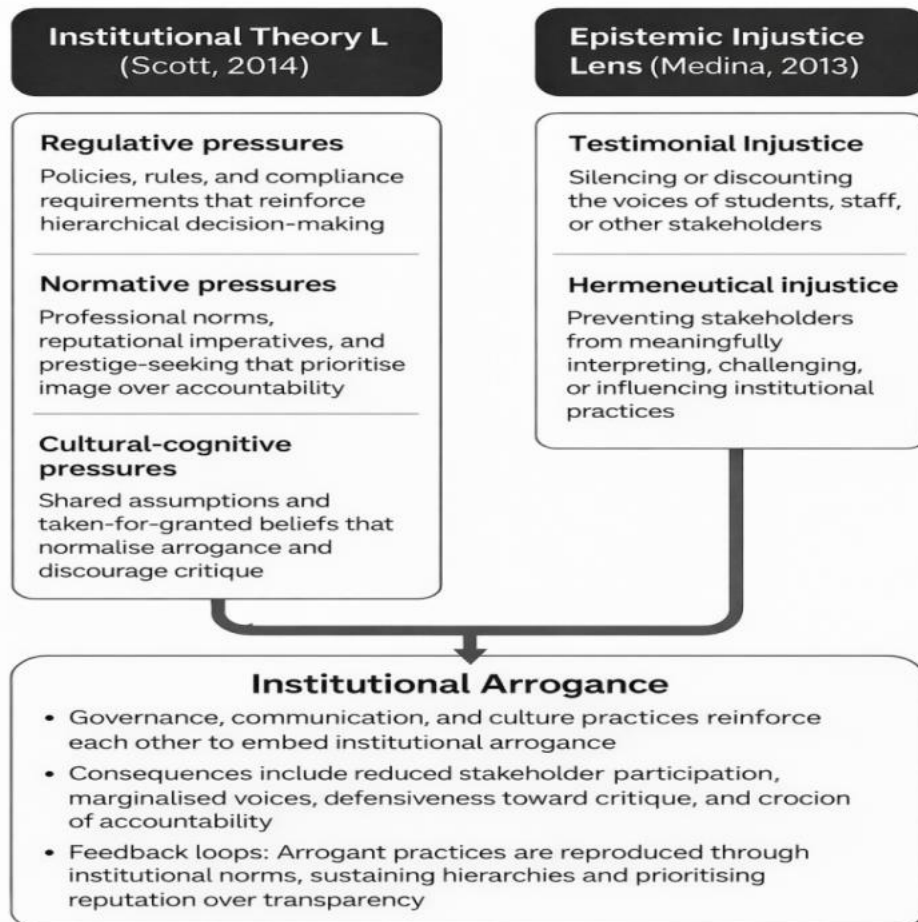 Institutional Theory L
(Scott, 2014)
Regulative pressures
Policies, rules, and compliance
requirements that reinforce
hierarchical decision-making
Normative pressures
Professional norms,
reputational imperatives, and
prestige-seeking that prioritise
image over accountability
Cultural-cognitive
pressures
Shared assumptions and
taken-for-granted beliefs that
normalise arrogance and
discourage critique
Epistemic Injustice
Lens (Medina, 2013)
Testimonial Injustice
Silencing or discounting
the voices of students, staff,
or other stakeholders
Hermeneutical injustice
Preventing stakeholders
from meaningfully
interpreting, challenging,
or influencing institutional
practices
Institutional Arrogance
• Governance, communication, and culture practices reinforce
each other to embed institutional arrogance
• Consequences include reduced stakeholder participation,
marginalised voices, defensiveness toward critique, and crocion
of accountability
• Feedback loops: Arrogant practices are reproduced through
institutional norms, sustaining hierarchies and prioritising
reputation over transparency